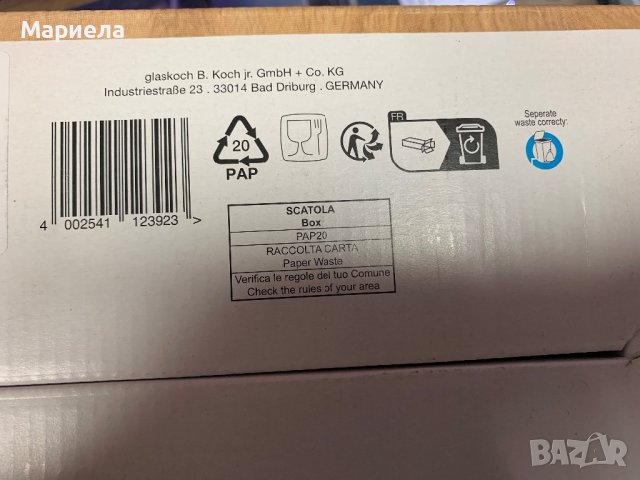 Мариела
glaskoch B. Koch jr. GmbH + Co. KG
Industriestraße 23 . 33014 Bad Driburg . GERMANY
4 002541 123923 >
20
PAP
FR
Seperate
waste correcty:
SCATOLA
Box
PAP20
RACCOLTA CARTA
Paper Waste
Verifica le regole del tuo Comune
Check the rules of your area
BAZAR